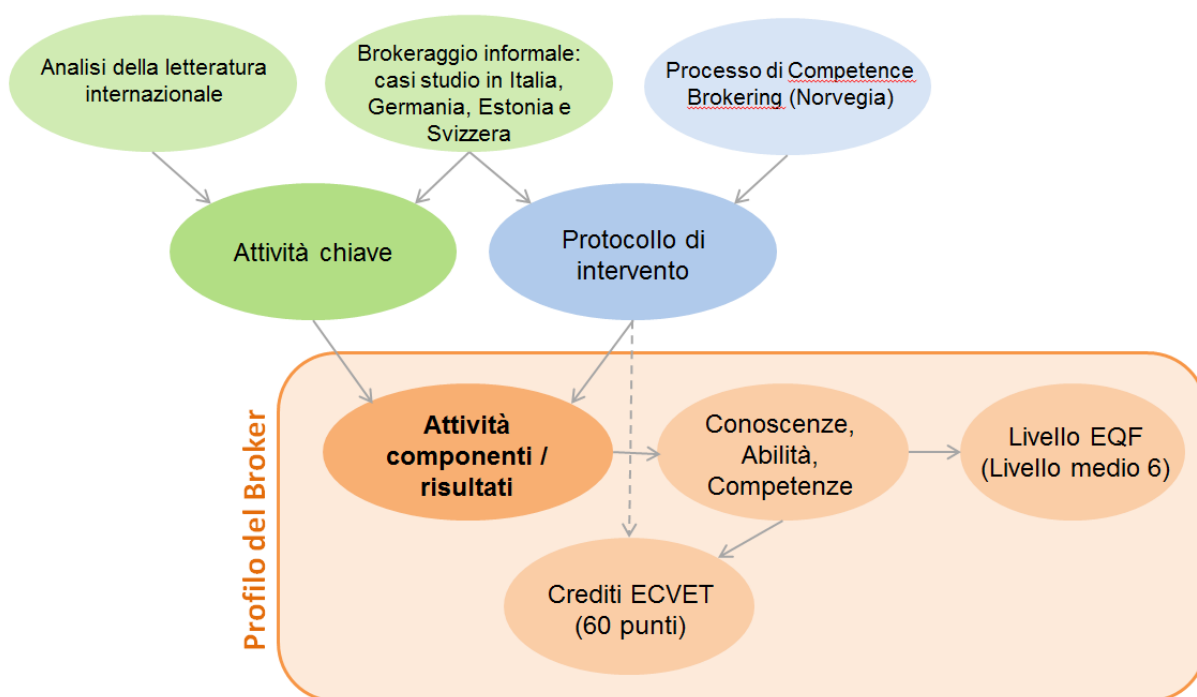 Analisi della letteratura
internazionale
Brokeraggio informale:
casi studio in Italia,
Germania, Estonia e
Svizzera
Processo di Competence
Brokering (Norvegia)
Attività chiave
Protocollo di
intervento
Profilo del Broker
Attività
componenti /
risultati
Conoscenze,
Abilità,
Competenze
Livello EQF
(Livello medio 6)
Crediti ECVET
(60 punti)